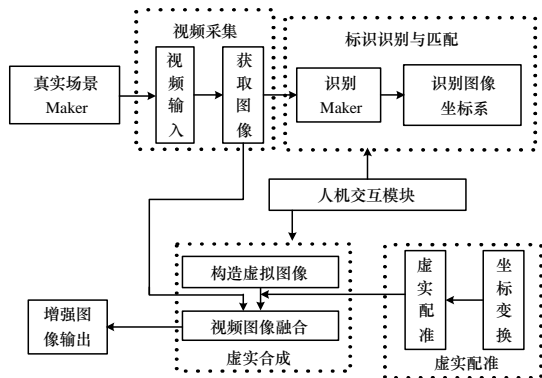 视频采集
标识识别与匹配
真实场景
Maker
视频输入
获取图像
识别
Maker
识别图像
坐标系
人机交互模块
构造虚拟图像
视频图像融合
虚实合成
虚实配准
坐标变换
虚实配准
增强图
像输出